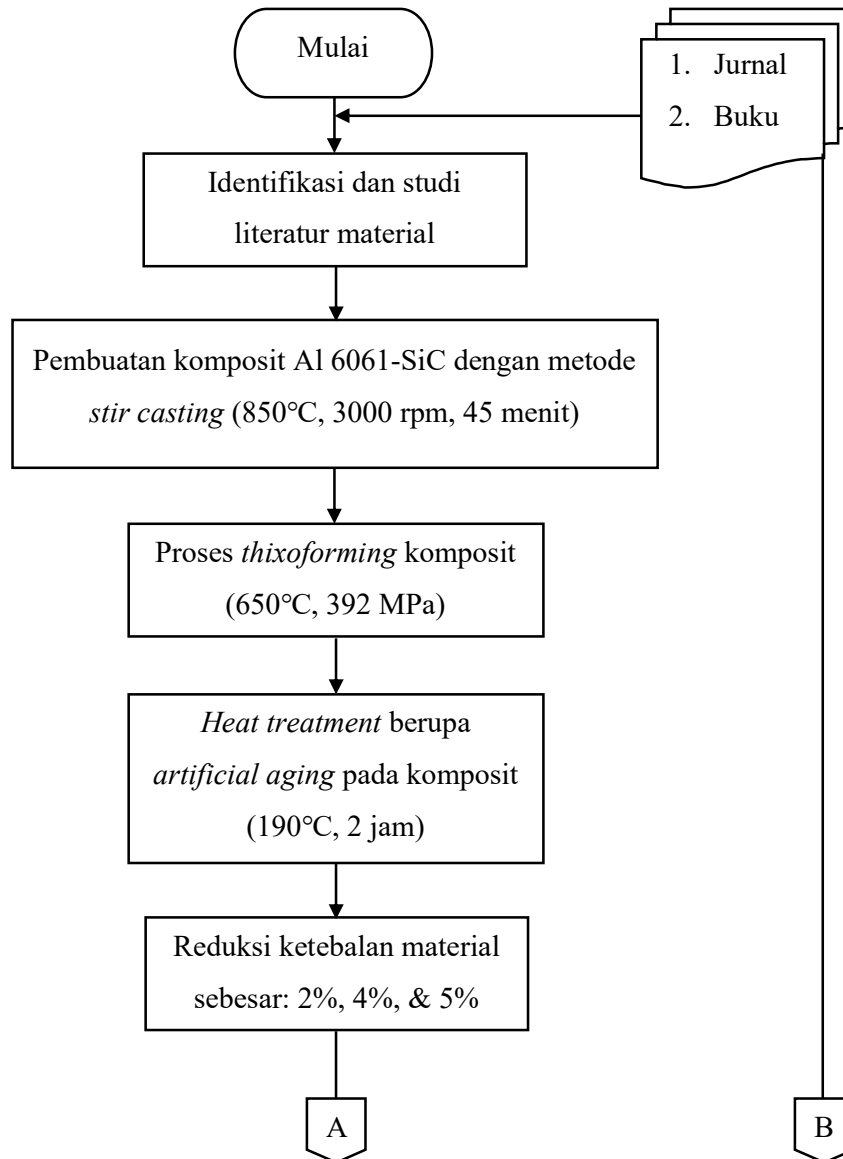 Mulai
1. Jurnal
2. Buku
Identifikasi dan studi
literatur material
Pembuatan komposit Al 6061-SiC dengan metode
stir casting (850°C, 3000 rpm, 45 menit)
Proses thixoforming komposit
(650°C, 392 MPa)
Heat treatment berupa
artificial aging pada komposit
(190°C, 2 jam)
Reduksi ketebalan material
sebesar: 2%, 4%, & 5%
A
B